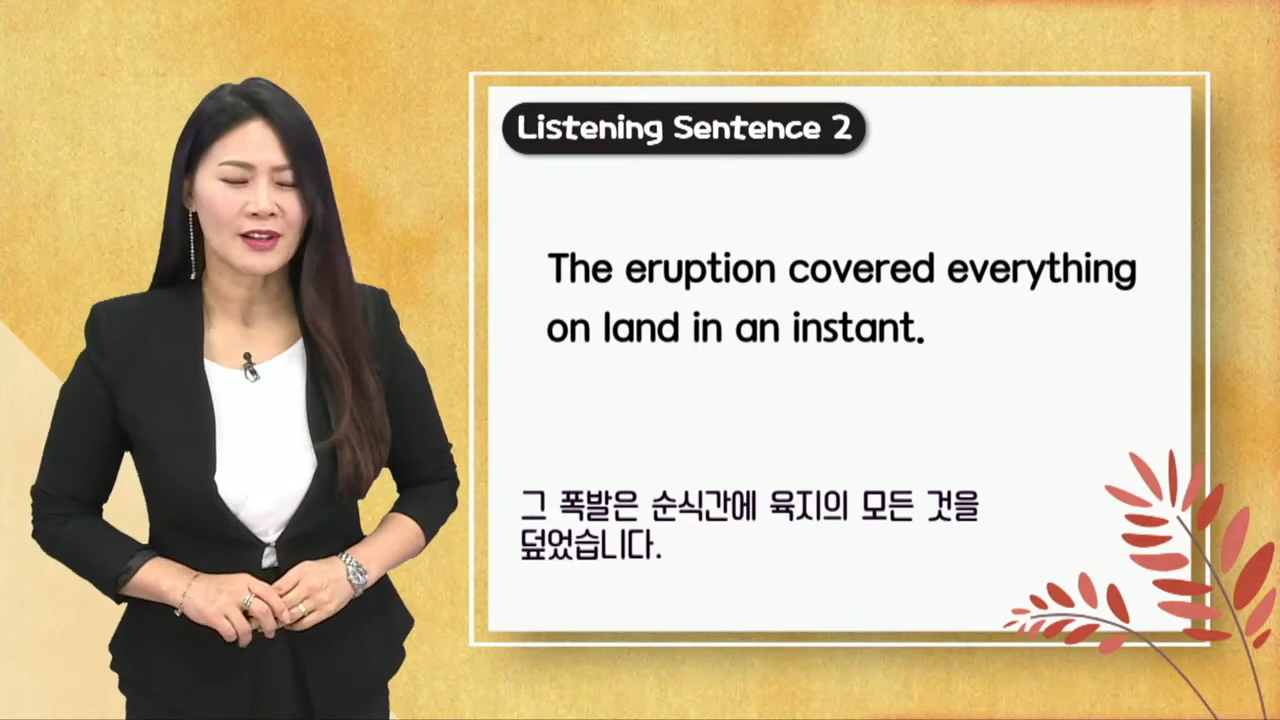 Listening Sentence 2
The eruption covered everything
on land in an instant.
그 폭발은 순식간에 육지의 모든 것을
덮었습니다.